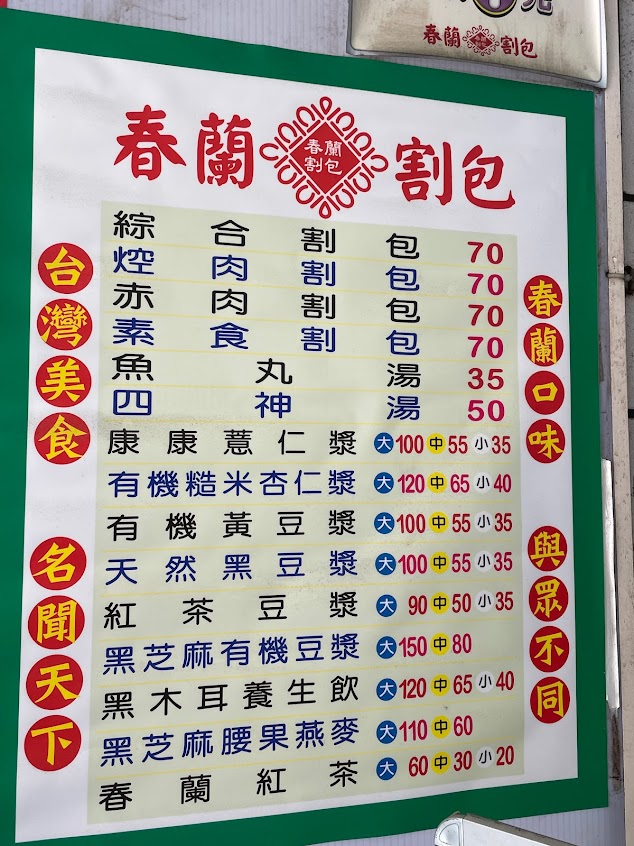 春蘭割包
春蘭 割包
春蘭
割包
綜合割包 70
焢肉割包 70
赤肉割包 70
素食割包 70
魚丸湯 35
四神湯 50
康康薏仁漿 大100 中55 小35
有機糙米杏仁漿 大120 中65 小40
有機黃豆漿 大100 中55 小35
天然黑豆漿 大100 中55 小35
紅茶豆漿 大90 中50 小35
黑芝麻有機豆漿 大150 中80
黑木耳養生飲 大120 中65 小40
黑芝麻腰果燕麥 大110 中60
春蘭紅茶 大60 中30 小20
台灣美食
名聞天下
春蘭口味
與眾不同